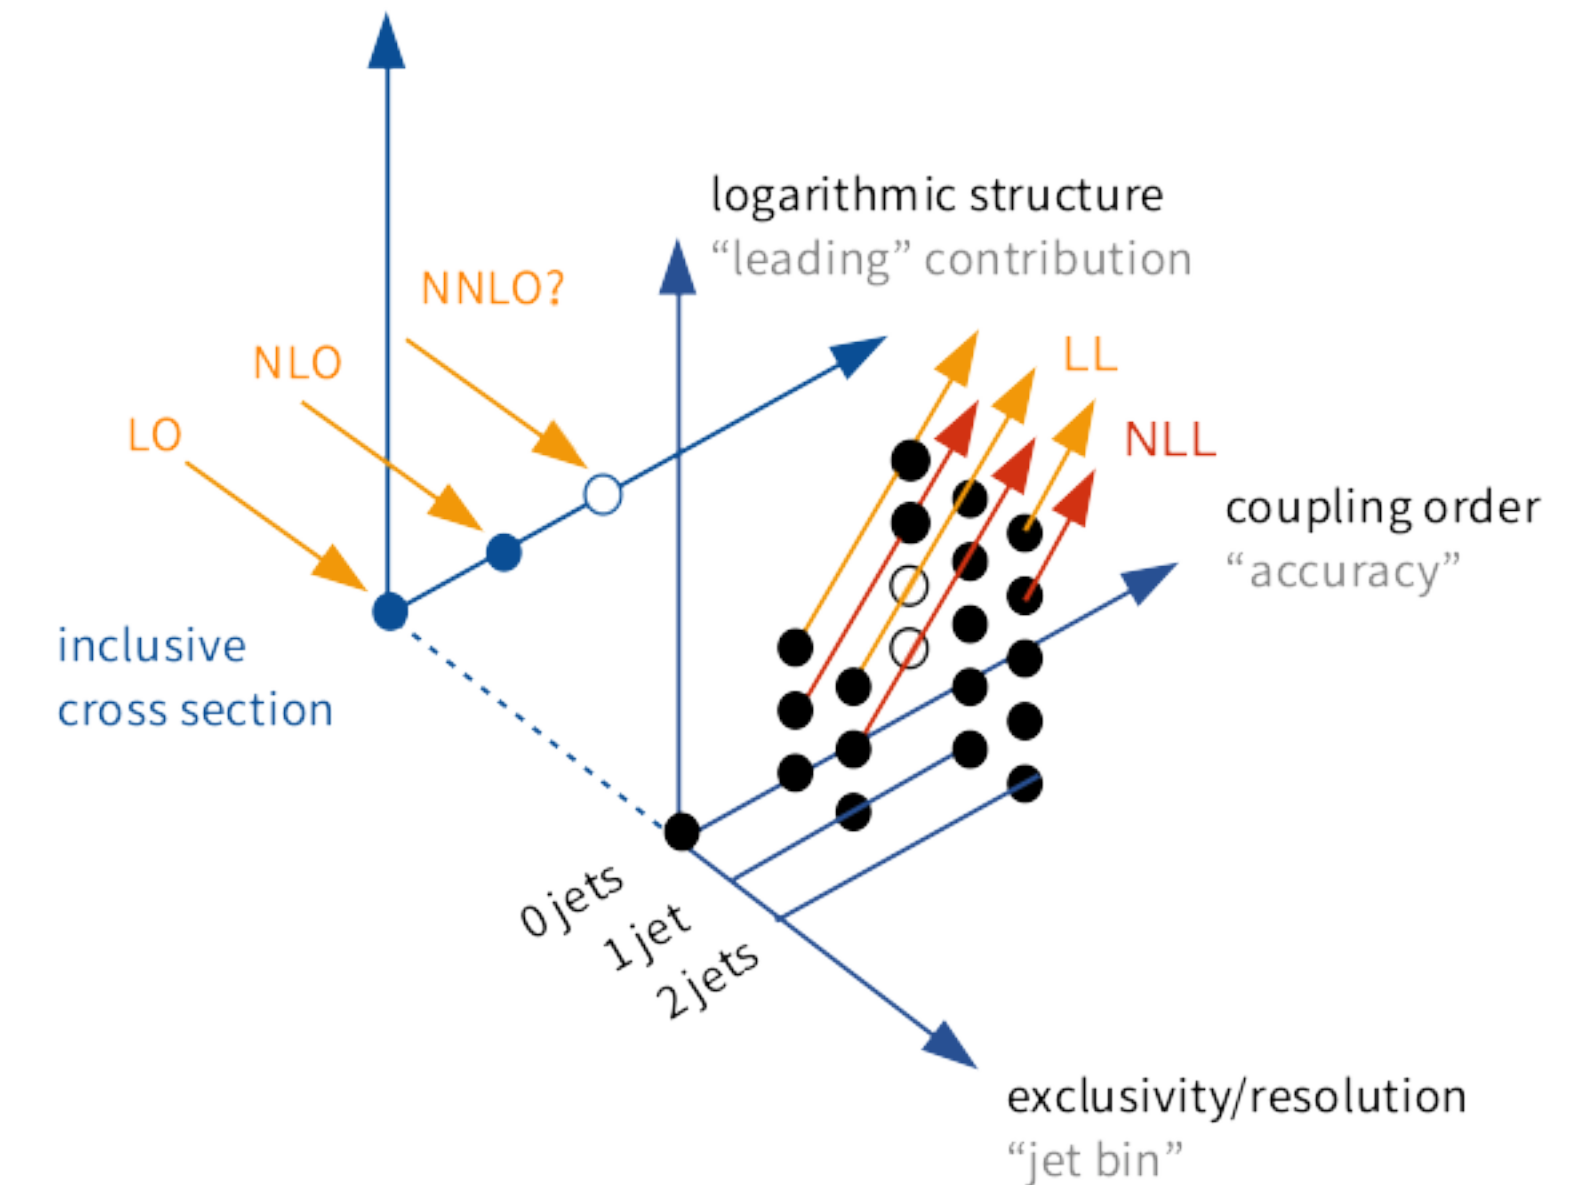 logarithmic structure
“leading” contribution
NNLO?
NLO
LO
LL
NLL
coupling order
“accuracy”
inclusive
cross section
0 jets
1 jet
2 jets
exclusivity/resolution
“jet bin”